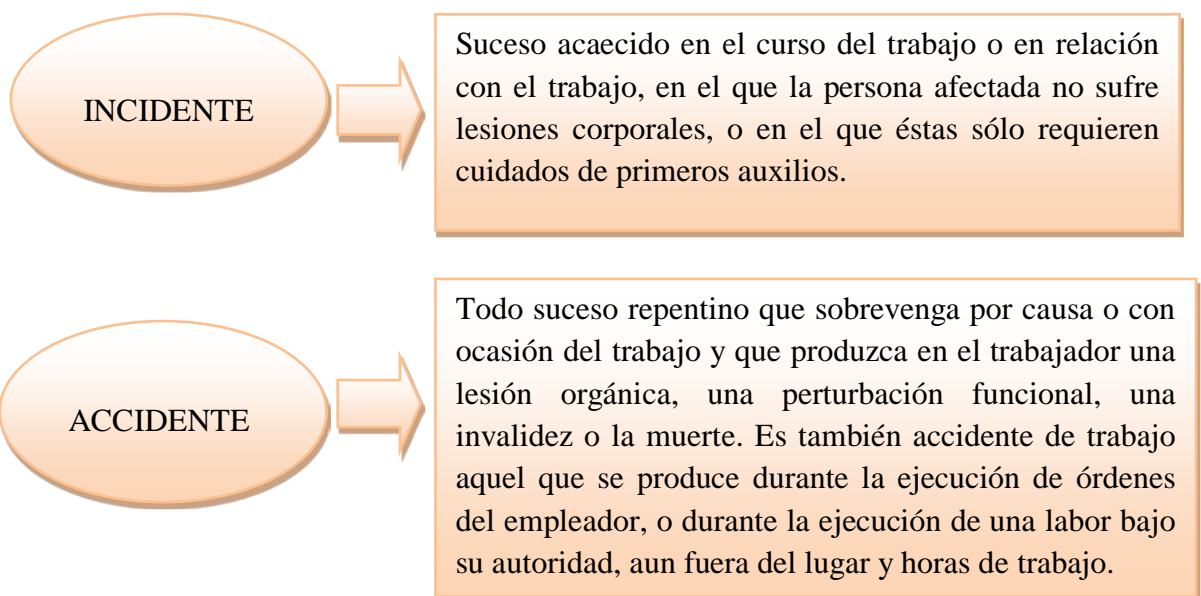 INCIDENTE
Suceso acaecido en el curso del trabajo o en relación
con el trabajo, en el que la persona afectada no sufre
lesiones corporales, o en el que éstas sólo requieren
cuidados de primeros auxilios.
ACCIDENTE
Todo suceso repentino que sobrevenga por causa o con
ocasión del trabajo y que produzca en el trabajador una
lesión orgánica, una perturbación funcional, una
invalidez o la muerte. Es también accidente de trabajo
aquel que se produce durante la ejecución de órdenes
del empleador, o durante la ejecución de una labor bajo
su autoridad, aun fuera del lugar y horas de trabajo.